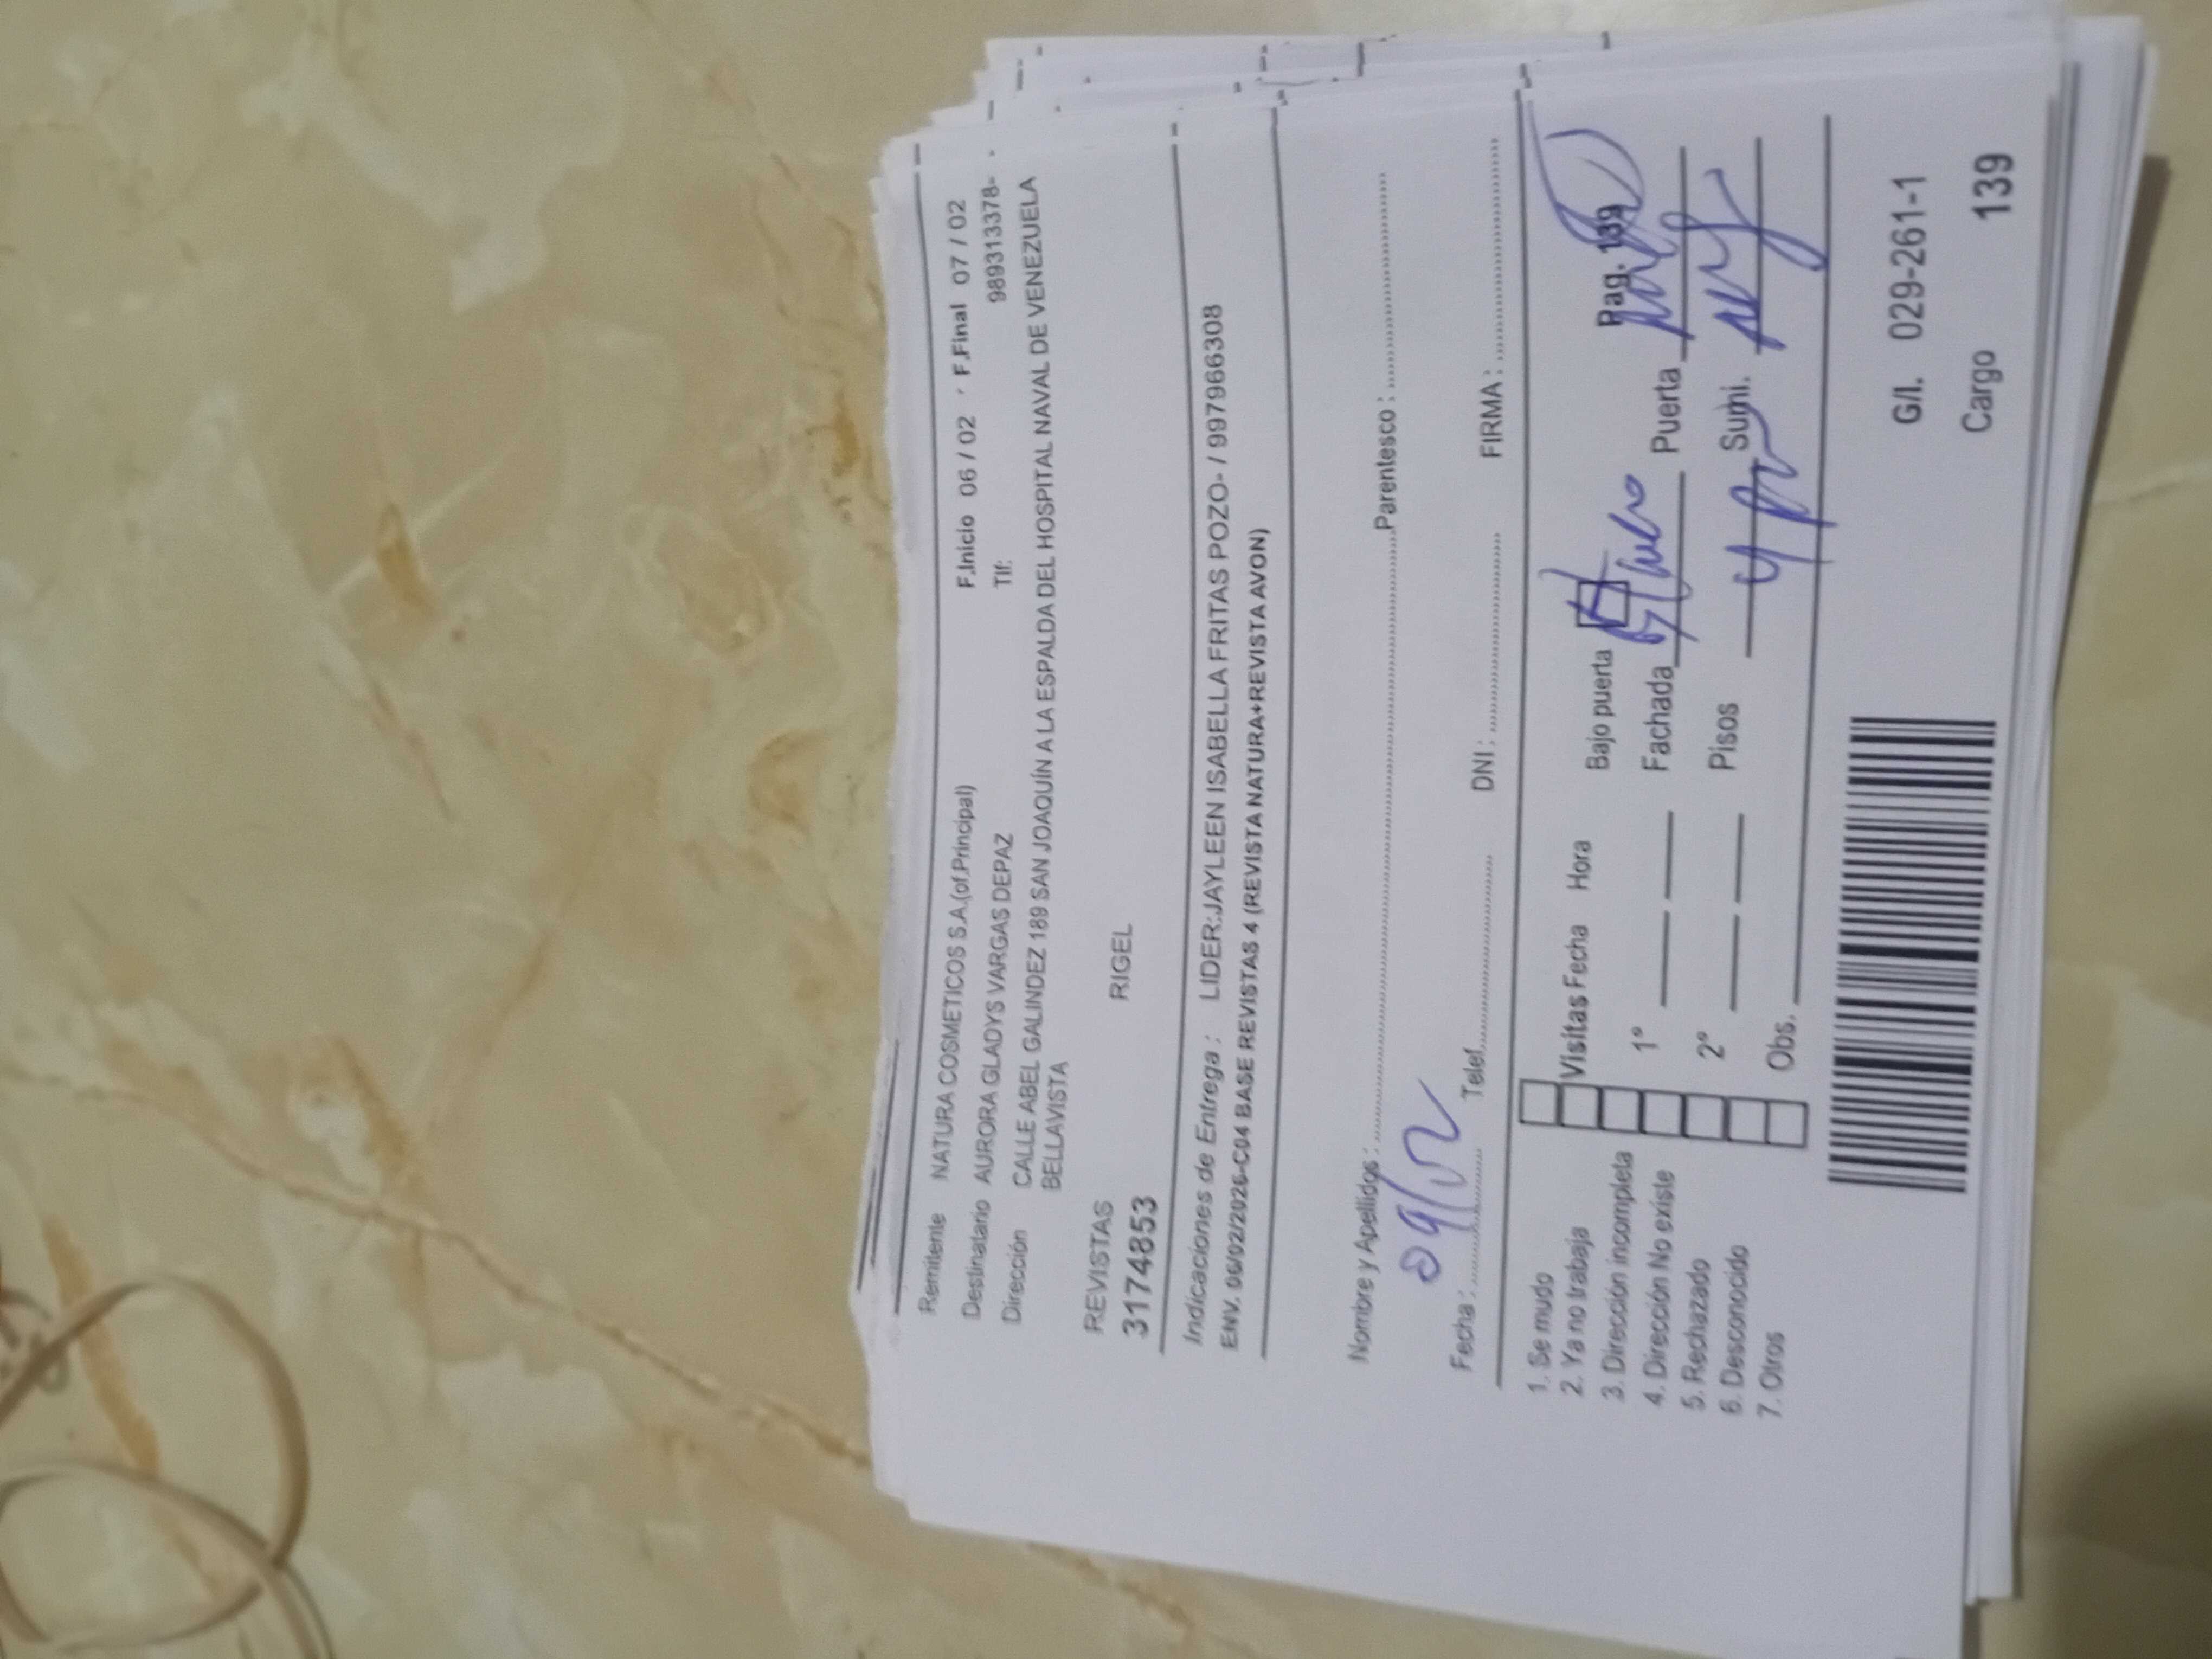 Remitente NATURA COSMETICOS S.A.(of.Principal) F.Inicio 06 / 02 F.Final 07 / 02
Destinatario AURORA GLADYS VARGAS DEPAZ Tlf: 989313378-
Dirección CALLE ABEL GALINDEZ 189 SAN JOAQUÍN A LA ESPALDA DEL HOSPITAL NAVAL DE VENEZUELA
BELLAVISTA
REVISTAS
3174853 RIGEL
Indicaciones de Entrega : LIDER:JAYLEEN ISABELLA FRITAS POZO- / 997966308
ENV. 06/02/2026-C04 BASE REVISTAS 4 (REVISTA NATURA+REVISTA AVON)
Nombre y Apellidos : Parentesco :
Fecha : Telef. DNI : FIRMA :
1. Se mudo
2. Ya no trabaja
3. Dirección incompleta
4. Dirección No existe
5. Rechazado
6. Desconocido
7. Otros
Visitas Fecha Hora
1º
2º
Obs.
Bajo puerta Pag. 139
Fachada Puerta
Pisos Sumi.
G/l. 029-261-1
Cargo 139